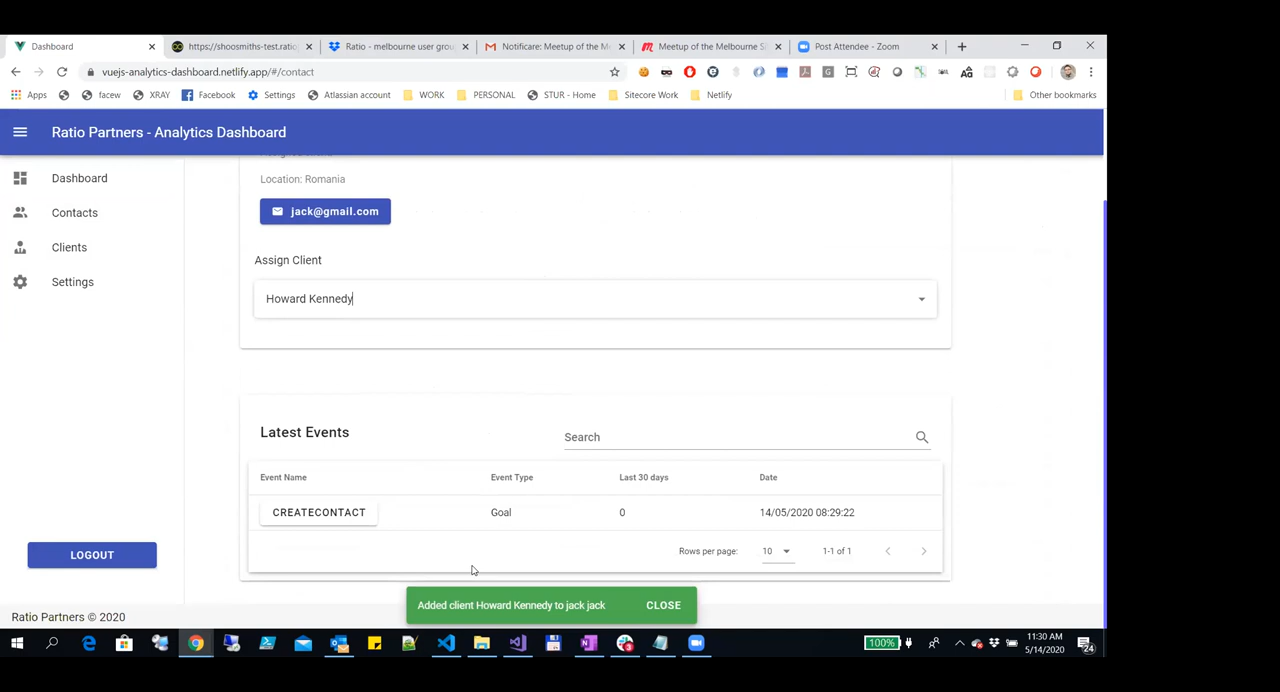 Dashboard
https://shoosmiths-test.ratio
Ratio - melbourne user grou
Notificare: Meetup of the M
Meetup of the Melbourne S
Post Attendee - Zoom
vuejs-analytics-dashboard.netlify.app/#/contact
Apps
facew
XRAY
Facebook
Settings
Atlassian account
WORK
PERSONAL
STUR - Home
Sitecore Work
Netlify
Other bookmarks
Ratio Partners - Analytics Dashboard
Dashboard
Contacts
Clients
Settings
LOGOUT
Location: Romania
jack@gmail.com
Assign Client
Howard Kennedy
Latest Events
Search
Event Name Event Type Last 30 days Date
CREATECONTACT Goal 0 14/05/2020 08:29:22
Rows per page: 10 1-1 of 1
Added client Howard Kennedy to jack jack CLOSE
Ratio Partners © 2020
100%
11:30 AM
5/14/2020
24